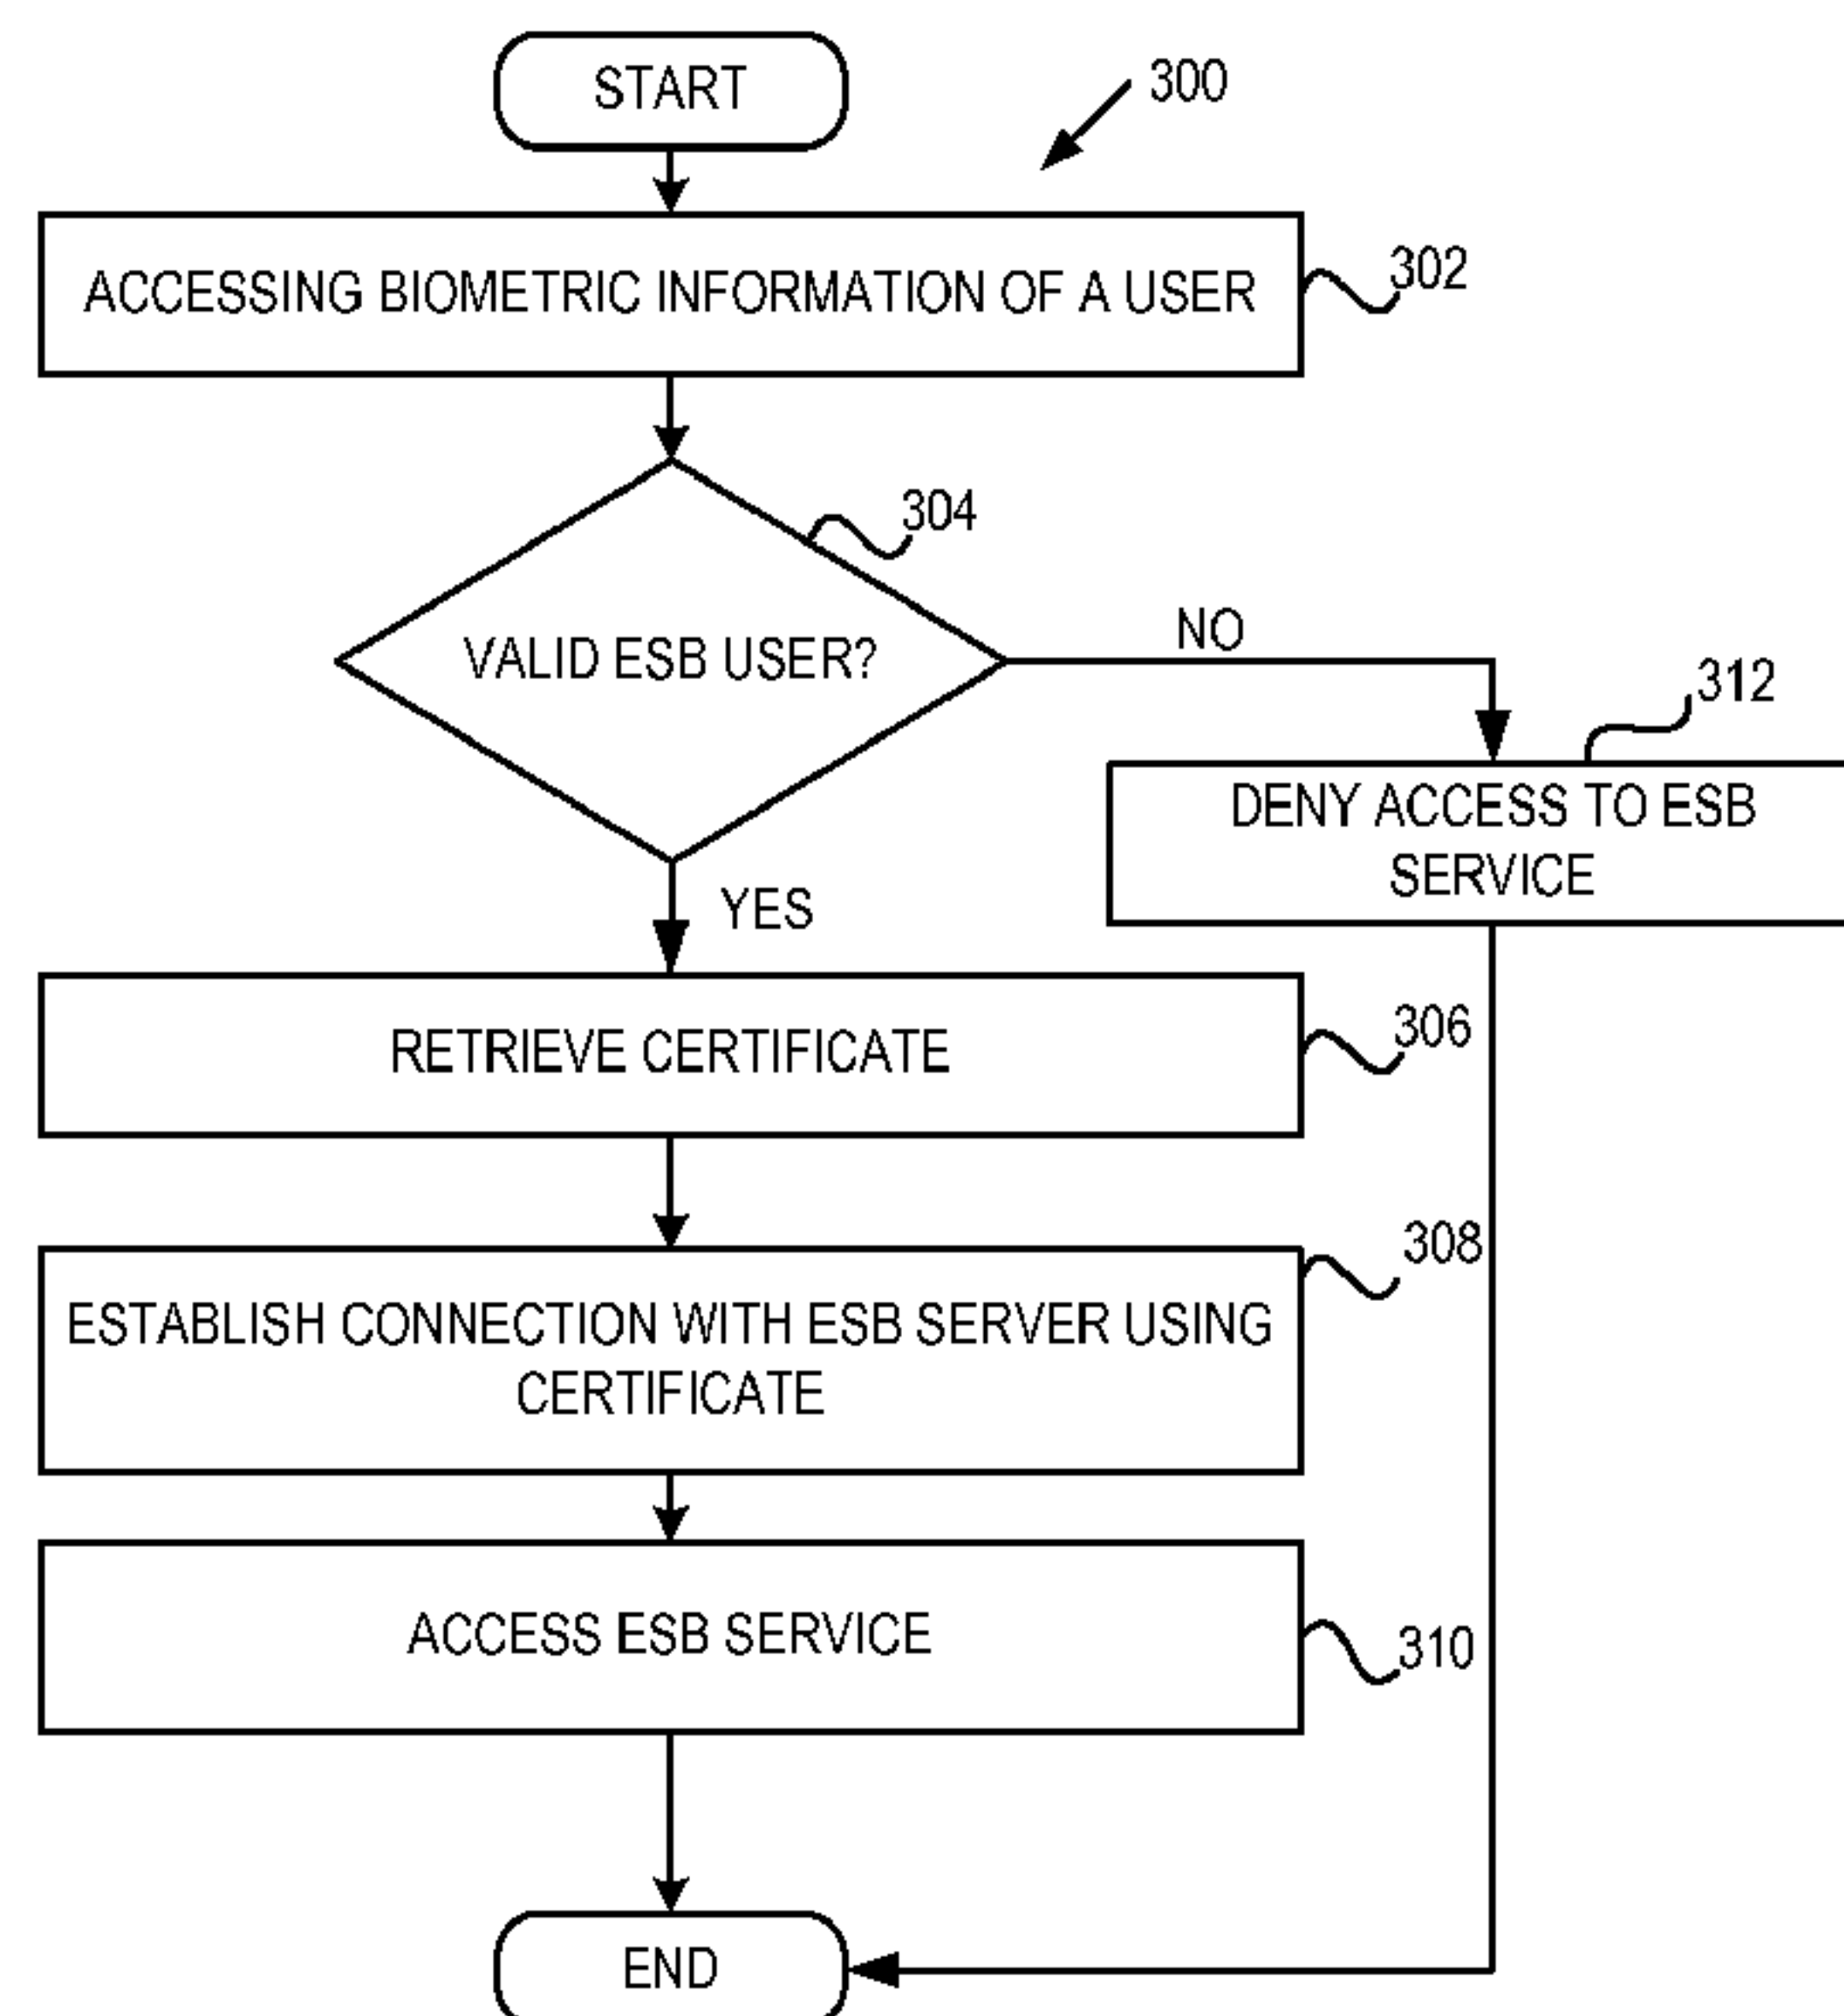 START
300
ACCESSING BIOMETRIC INFORMATION OF A USER
302
304
VALID ESB USER?
NO
312
DENY ACCESS TO ESB
SERVICE
YES
RETRIEVE CERTIFICATE
306
308
ESTABLISH CONNECTION WITH ESB SERVER USING
CERTIFICATE
ACCESS ESB SERVICE
310
END